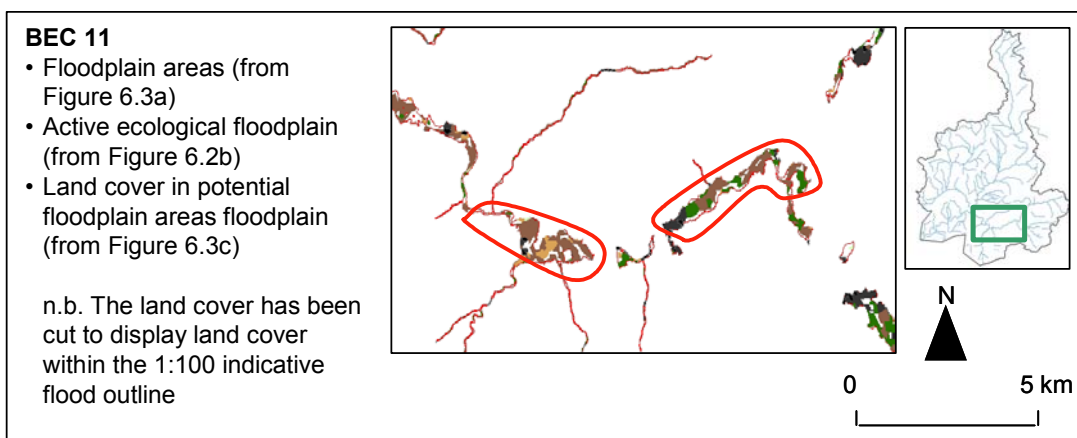 BEC 11
• Floodplain areas (from
Figure 6.3a)
• Active ecological floodplain
(from Figure 6.2b)
• Land cover in potential
floodplain areas floodplain
(from Figure 6.3c)
n.b. The land cover has been
cut to display land cover
within the 1:100 indicative
flood outline
N
0 5 km